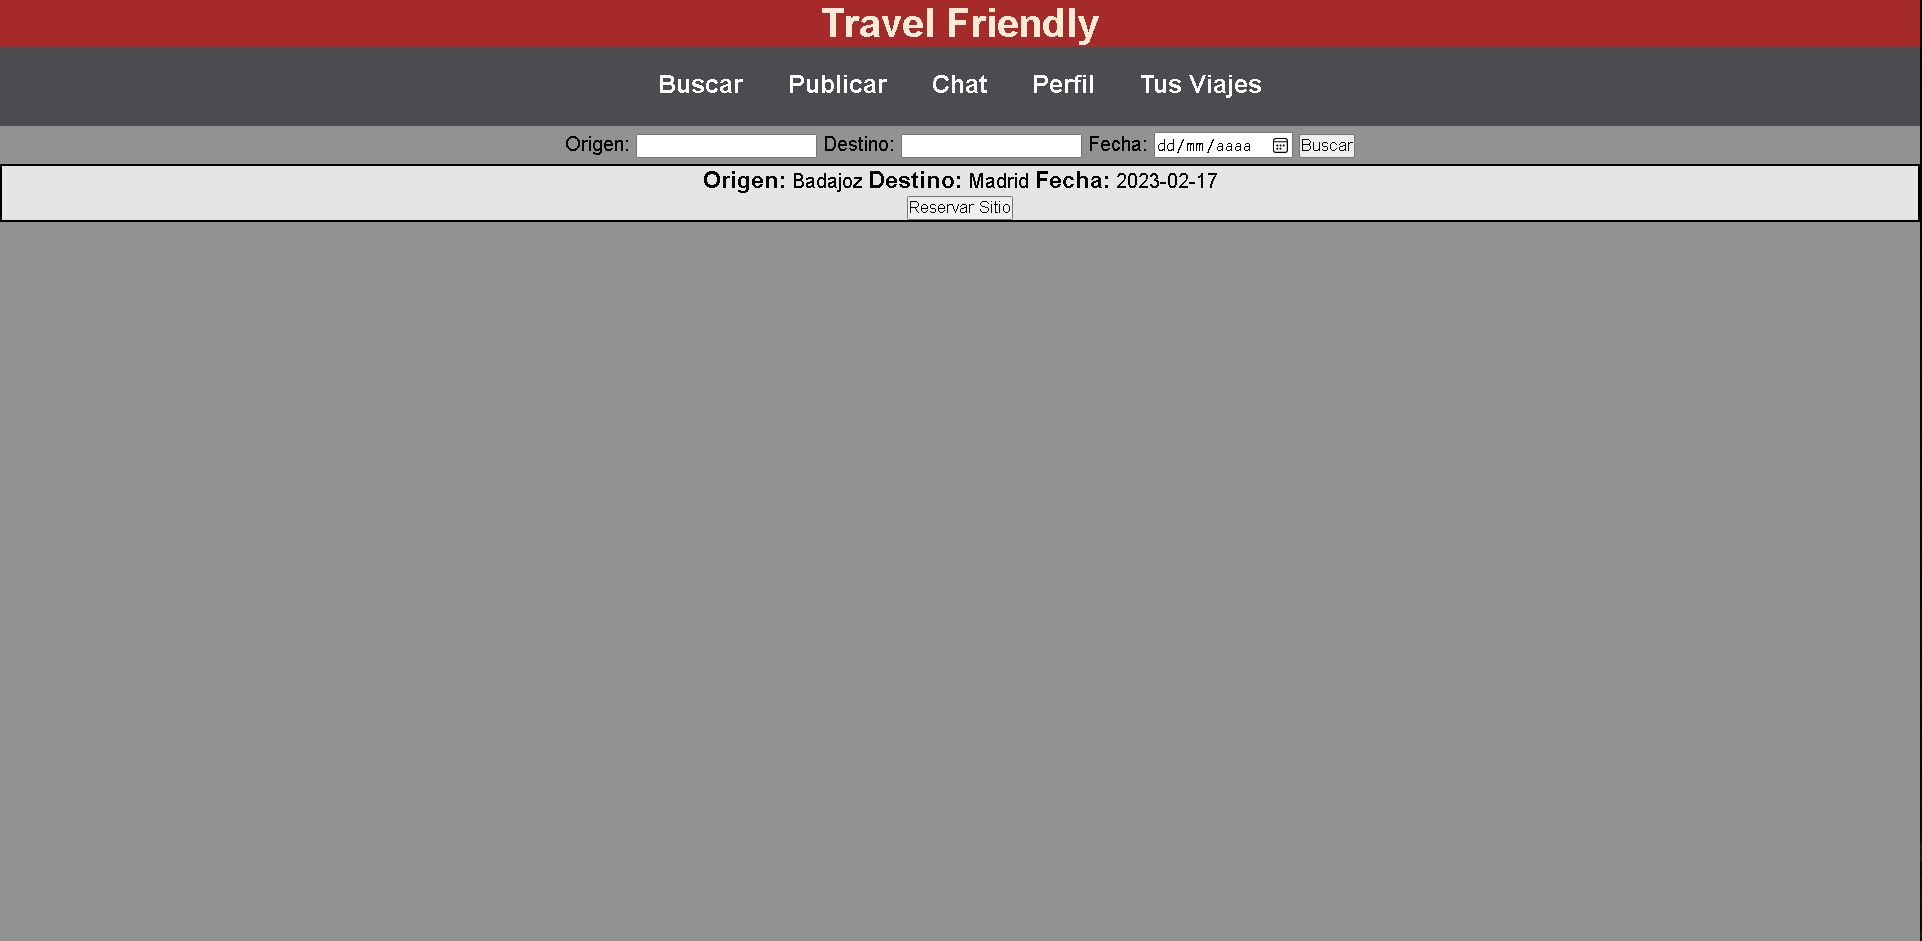 Travel Friendly
Buscar Publicar Chat Perfil Tus Viajes
Origen: Destino: Fecha: dd/mm/aaaa Buscar
Origen: Badajoz Destino: Madrid Fecha: 2023-02-17
Reservar Sitio